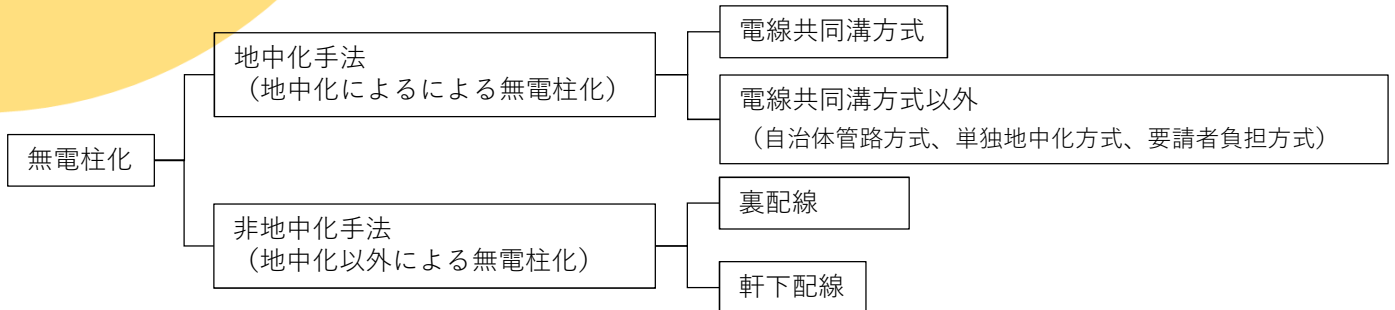 無電柱化
地中化手法
（地中化によるによる無電柱化）
電線共同溝方式
電線共同溝方式以外
（自治体管路方式、単独地中化方式、要請者負担方式）
非地中化手法
（地中化以外による無電柱化）
裏配線
軒下配線